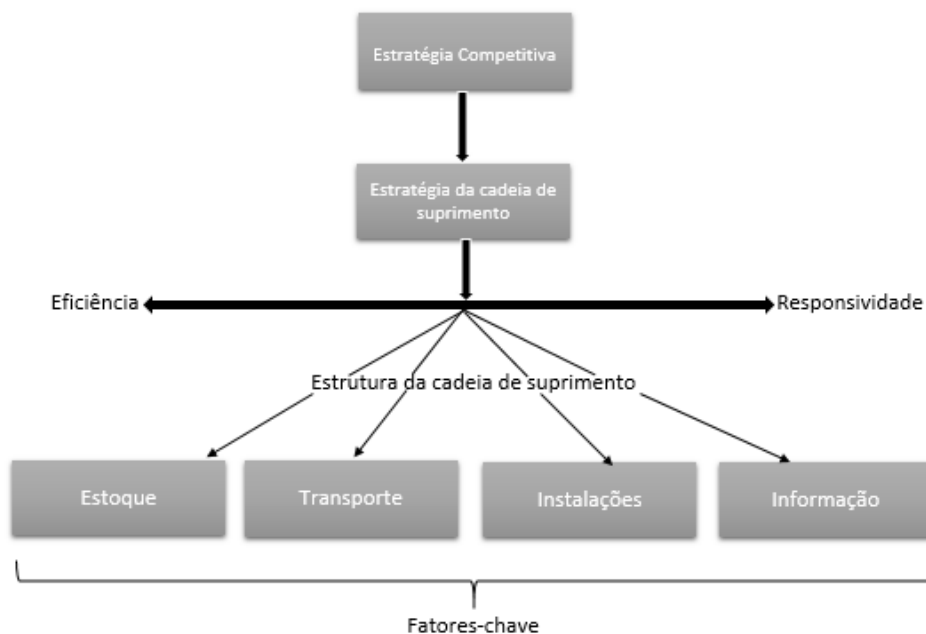 Estratégia Competitiva
Estratégia da cadeia de
suprimento
Eficiência
Responsividade
Estrutura da cadeia de suprimento
Estoque
Transporte
Instalações
Informação
Fatores-chave